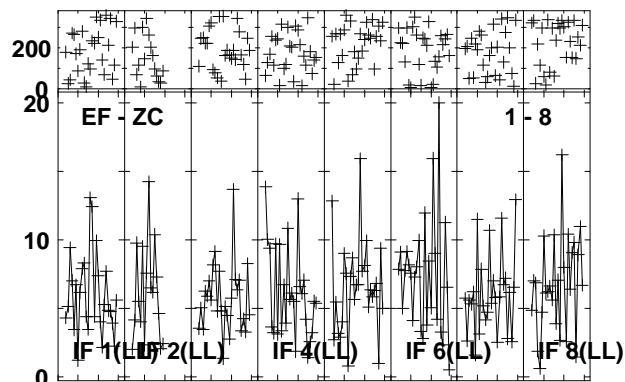 200
0
20
EF - ZC 1 - 8
10
IF 1(LL) IF 2(LL) IF 4(LL) IF 6(LL) IF 8(LL)
0